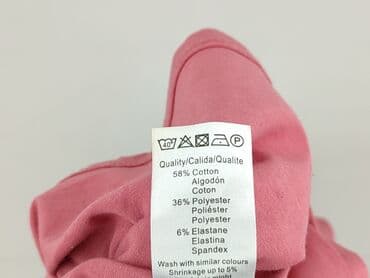 40 P
Quality/Calida/Qualite
58% Cotton
Algodón
Coton
36% Polyester
Poliéster
Polyester
6% Elastane
Elastina
Spandex
Wash with similar colours
Shrinkage up to 5%